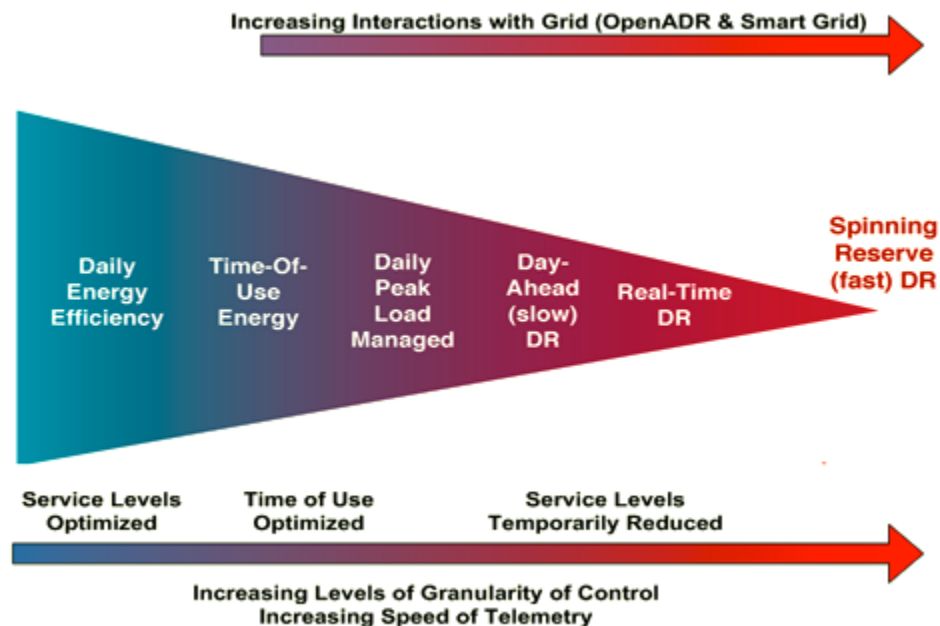 Increasing Interactions with Grid (OpenADR & Smart Grid)
Daily
Energy
Efficiency
Time-Of-
Use
Energy
Daily
Peak
Load
Managed
Day-
Ahead
(slow)
DR
Real-Time
DR
Spinning
Reserve
(fast) DR
Service Levels
Optimized
Time of Use
Optimized
Service Levels
Temporarily Reduced
Increasing Levels of Granularity of Control
Increasing Speed of Telemetry